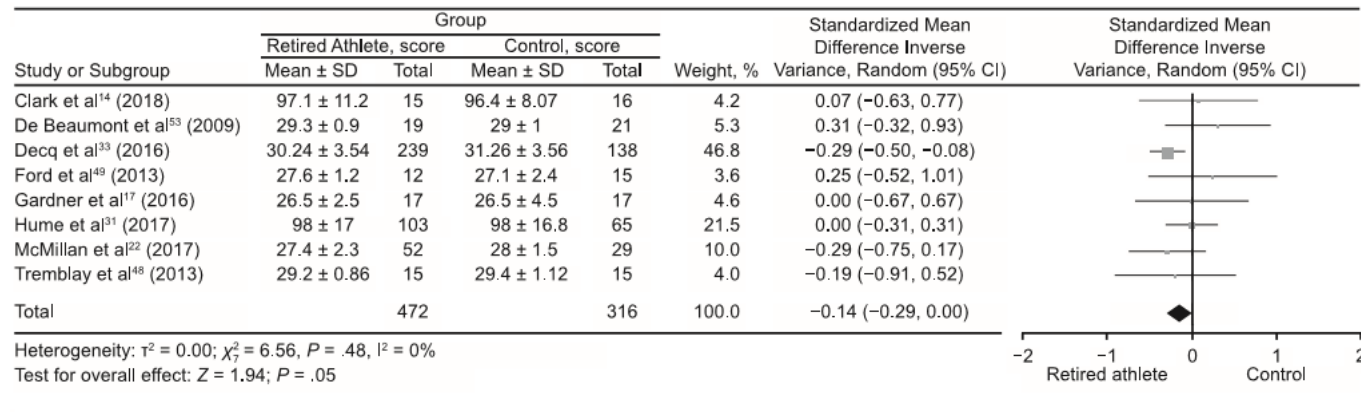 Group
Retired Athlete, score Control, score
Standardized Mean Difference Inverse Variance, Random (95% CI)
Standardized Mean Difference Inverse Variance, Random (95% CI)
Study or Subgroup Mean ± SD Total Mean ± SD Total Weight, %
Clark et al¹⁴ (2018) 97.1 ± 11.2 15 96.4 ± 8.07 16 4.2 0.07 (−0.63, 0.77)
De Beaumont et al⁵³ (2009) 29.3 ± 0.9 19 29 ± 1 21 5.3 0.31 (−0.32, 0.93)
Decq et al³³ (2016) 30.24 ± 3.54 239 31.26 ± 3.56 138 46.8 −0.29 (−0.50, −0.08)
Ford et al⁴⁹ (2013) 27.6 ± 1.2 12 27.1 ± 2.4 15 3.6 0.25 (−0.52, 1.01)
Gardner et al¹⁷ (2016) 26.5 ± 2.5 17 26.5 ± 4.5 17 4.6 0.00 (−0.67, 0.67)
Hume et al³¹ (2017) 98 ± 17 103 98 ± 16.8 65 21.5 0.00 (−0.31, 0.31)
McMillan et al²² (2017) 27.4 ± 2.3 52 28 ± 1.5 29 10.0 −0.29 (−0.75, 0.17)
Tremblay et al⁴⁸ (2013) 29.2 ± 0.86 15 29.4 ± 1.12 15 4.0 −0.19 (−0.91, 0.52)
Total 472 316 100.0 −0.14 (−0.29, 0.00)
Heterogeneity: τ² = 0.00; χ²₇ = 6.56, P = .48, I² = 0%
Test for overall effect: Z = 1.94; P = .05
−2 −1 0 1 2
Retired athlete Control